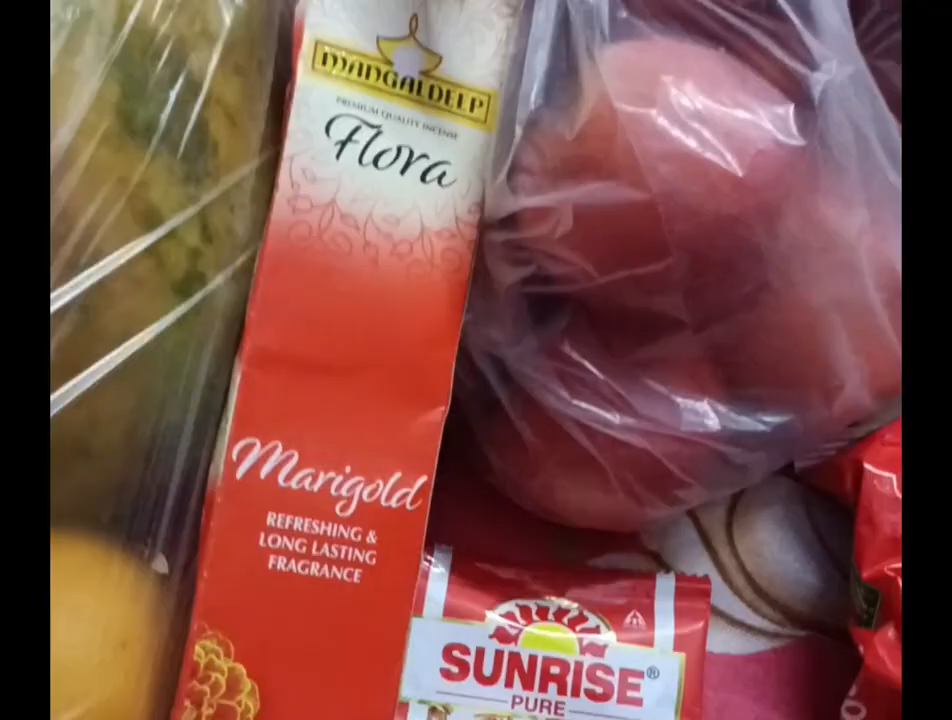 MANGALDEEP
PREMIUM QUALITY INCENSE
Flora
Marigold
REFRESHING &
LONG LASTING
FRAGRANCE
SUNRISE®
PURE